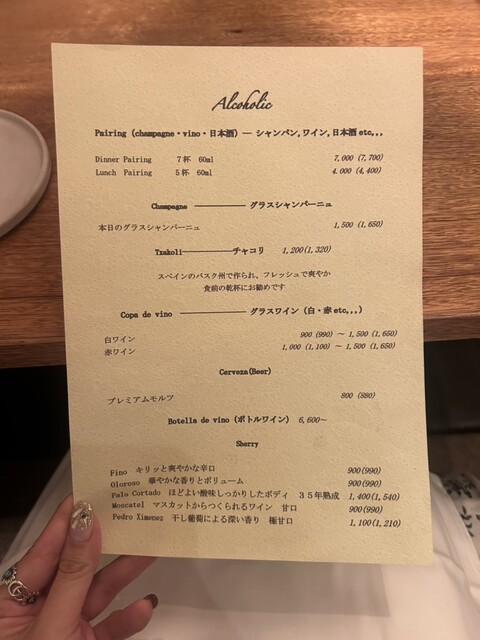 Alcoholic
Pairing (champagne・vino・日本酒) ― シャンパン, ワイン, 日本酒 etc,,,
Dinner Pairing 7杯 60ml 7,000 (7,700)
Lunch Pairing 5杯 60ml 4.000 (4,400)
Champagne ―――――― グラスシャンパーニュ
本日のグラスシャンパーニュ 1,500 (1,650)
Txakoli――――――チャコリ 1,200(1,320)
スペインのバスク州で作られ、フレッシュで爽やか
食前の乾杯にお勧めです
Copa de vino ―――――――― グラスワイン (白・赤 etc,,,)
白ワイン 900 (990) ～ 1,500 (1,650)
赤ワイン 1,000 (1,100) ～ 1,500 (1,650)
Cerveza(Beer)
プレミアムモルツ 800 (880)
Botella de vino (ボトルワイン) 6,600～
Sherry
Fino キリッと爽やかな辛口 900(990)
Oloroso 華やかな香りとボリューム 900(990)
Palo Cortado ほどよい酸味しっかりしたボディ 35年熟成 1,400(1,540)
Moscatel マスカットからつくられるワイン 甘口 900(990)
Pedro Ximenez 干し葡萄による深い香り 極甘口 1,100(1,210)